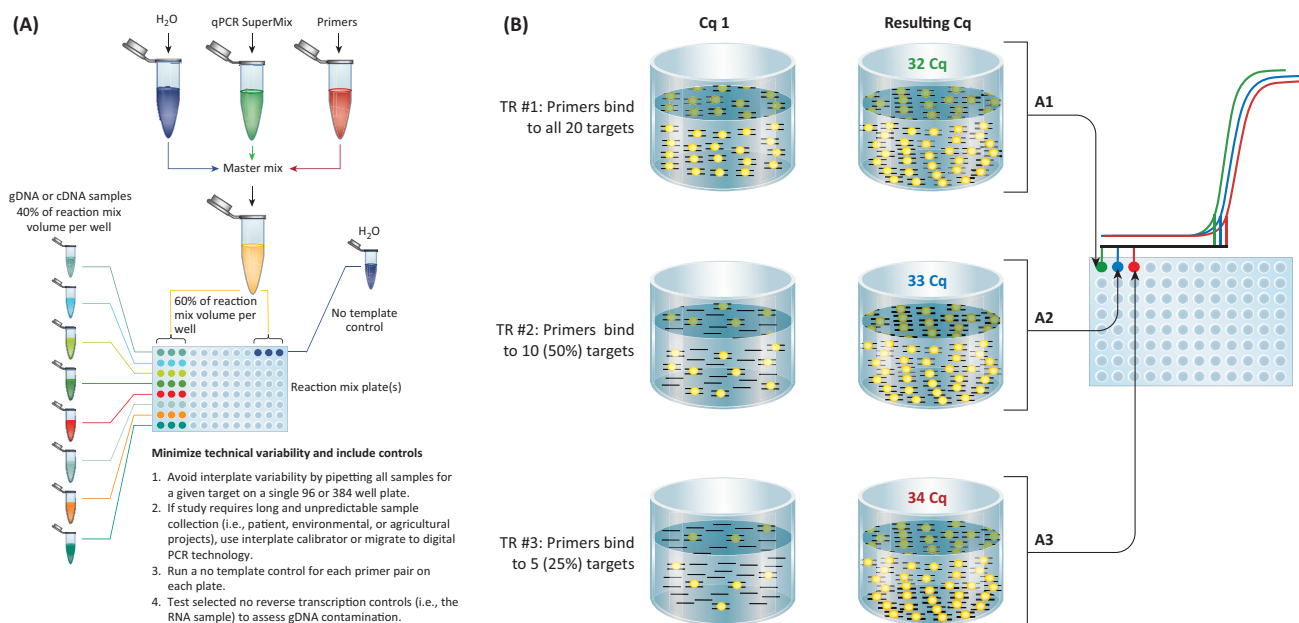 (A)
H2O
qPCR SuperMix
Primers
Master mix
gDNA or cDNA samples
40% of reaction mix
volume per well
H2O
60% of reaction
mix volume per
well
No template
control
Reaction mix plate(s)
Minimize technical variability and include controls
1. Avoid interplate variability by pipetting all samples for
a given target on a single 96 or 384 well plate.
2. If study requires long and unpredictable sample
collection (i.e., patient, environmental, or agricultural
projects), use interplate calibrator or migrate to digital
PCR technology.
3. Run a no template control for each primer pair on
each plate.
4. Test selected no reverse transcription controls (i.e., the
RNA sample) to assess gDNA contamination.
(B)
Cq 1
Resulting Cq
TR #1: Primers bind
to all 20 targets
32 Cq
A1
TR #2: Primers bind
to 10 (50%) targets
33 Cq
A2
TR #3: Primers bind
to 5 (25%) targets
34 Cq
A3